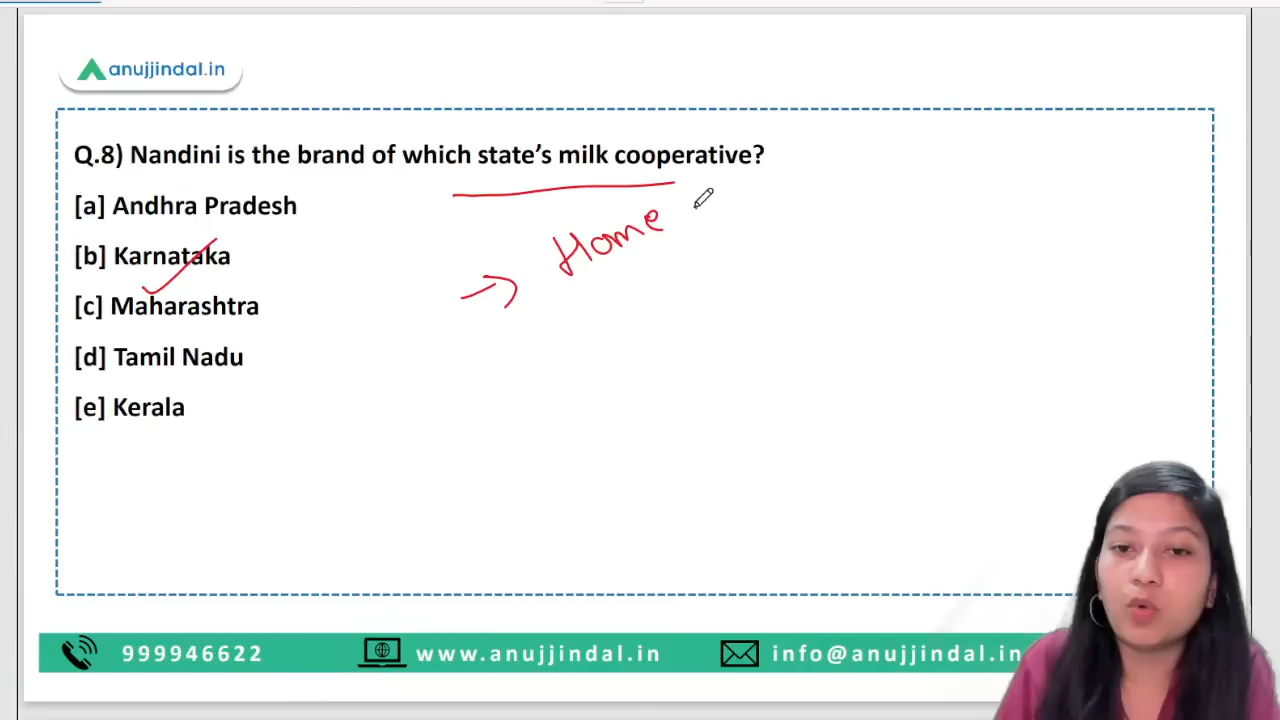 anujjindal.in
Q.8) Nandini is the brand of which state's milk cooperative?
[a] Andhra Pradesh
[b] Karnataka
[c] Maharashtra
[d] Tamil Nadu
[e] Kerala
Home
999946622
www.anujjindal.in
info@anujjindal.in